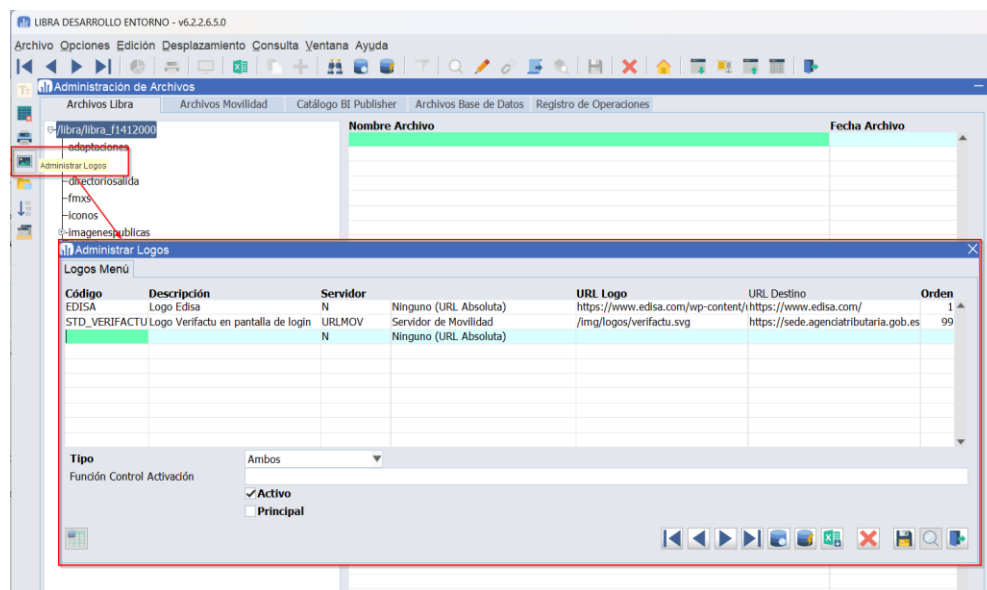 LIBRA DESARROLLO ENTORNO - v6.2.2.6.5.0
Archivo Opciones Edición Desplazamiento Consulta Ventana Ayuda
Administración de Archivos
Archivos Libra Archivos Movilidad Catálogo BI Publisher Archivos Base de Datos Registro de Operaciones
/libra/libra_f1412000
Nombre Archivo Fecha Archivo
adaptaciones
Administrar Logos
directoriosalida
fmxs
iconos
imagenespublicas
Administrar Logos
Logos Menú
Código Descripción Servidor URL Logo URL Destino Orden
EDISA Logo Edisa N Ninguno (URL Absoluta) https://www.edisa.com/wp-content/ https://www.edisa.com/ 1
STD_VERIFACTU Logo Verifactu en pantalla de login URLMOV Servidor de Movilidad /img/logos/verifactu.svg https://sede.agenciatributaria.gob.es 99
N Ninguno (URL Absoluta)
Tipo Ambos
Función Control Activación
Activo
Principal